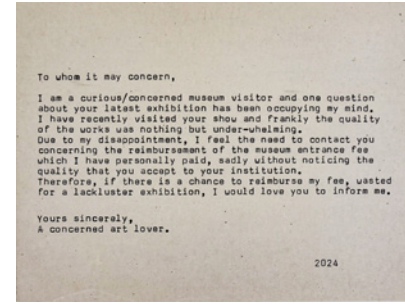 To whom it may concern,
I am a curious/concerned museum visitor and one question
about your latest exhibition has been occupying my mind.
I have recently visited your show and frankly the quality
of the works was nothing but under-whelming.
Due to my disappointment, I feel the need to contact you
concerning the reimbursement of the museum entrance fee
which I have personally paid, sadly without noticing the
quality that you accept to your institution.
Therefore, if there is a chance to reimburse my fee, wasted
for a lackluster exhibition, I would love you to inform me.
Yours sincerely,
A concerned art lover.
2024